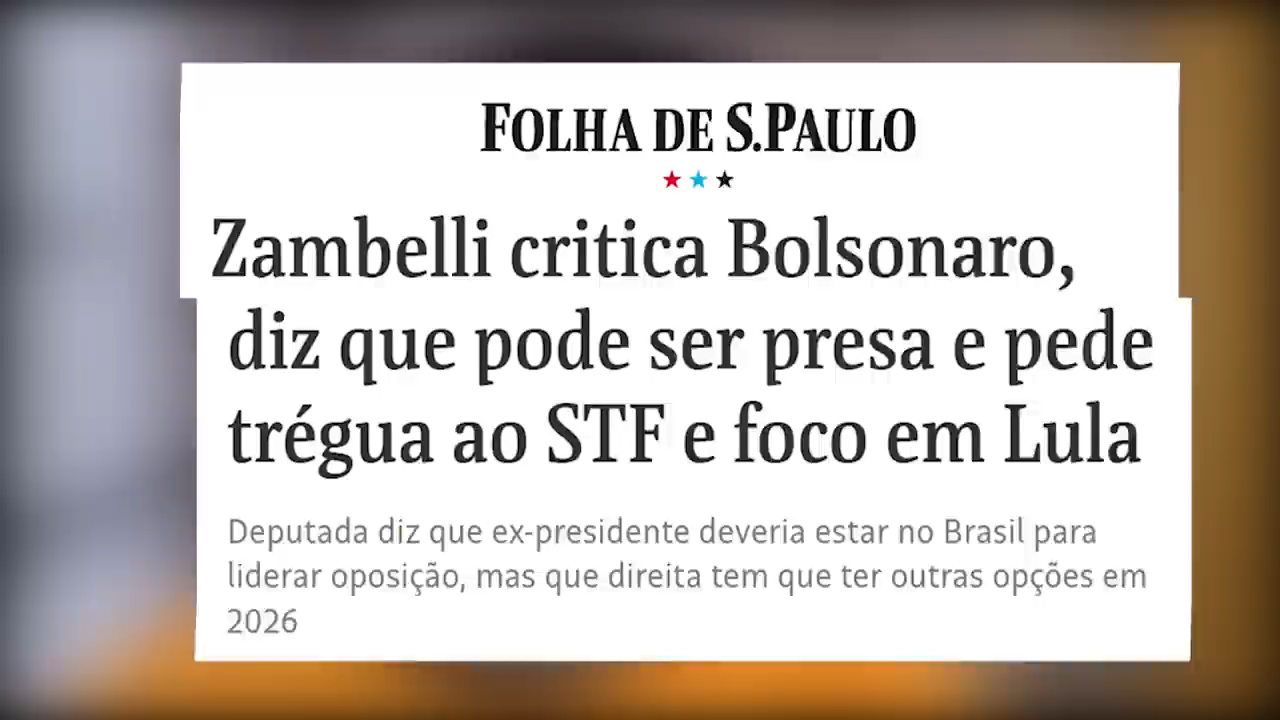 FOLHA DE S.PAULO
Zambelli critica Bolsonaro,
diz que pode ser presa e pede
trégua ao STF e foco em Lula
Deputada diz que ex-presidente deveria estar no Brasil para
liderar oposição, mas que direita tem que ter outras opções em
2026